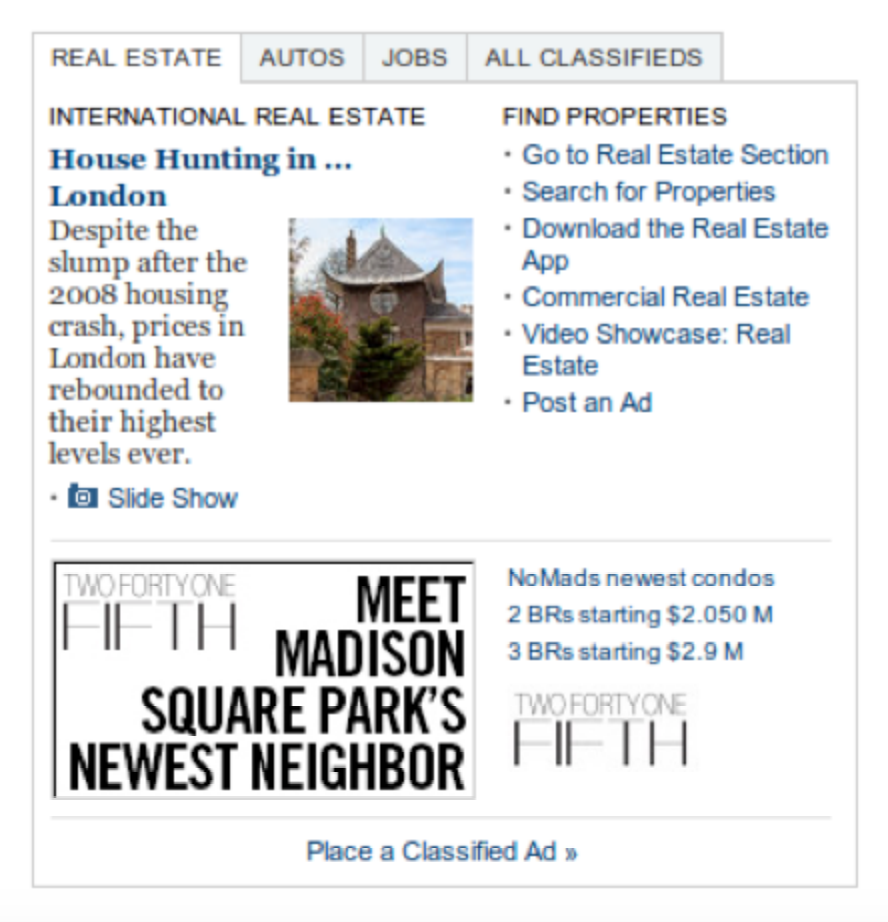 REAL ESTATE
AUTOS
JOBS
ALL CLASSIFIEDS
INTERNATIONAL REAL ESTATE
House Hunting in ...
London
Despite the
slump after the
2008 housing
crash, prices in
London have
rebounded to
their highest
levels ever.
· Slide Show
FIND PROPERTIES
· Go to Real Estate Section
· Search for Properties
· Download the Real Estate
App
· Commercial Real Estate
· Video Showcase: Real
Estate
· Post an Ad
TWO FORTY ONE
FIFTH
MEET
MADISON
SQUARE PARK'S
NEWEST NEIGHBOR
NoMads newest condos
2 BRs starting $2.050 M
3 BRs starting $2.9 M
TWO FORTY ONE
FIFTH
Place a Classified Ad »